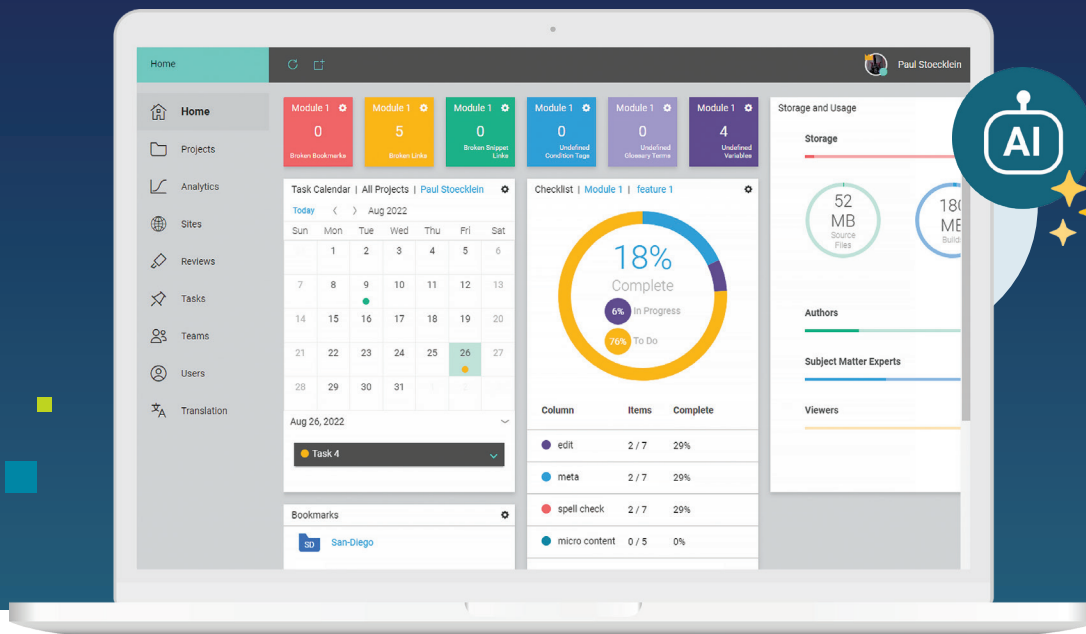 Home
Paul Stoecklein
Home
Projects
Analytics
Sites
Reviews
Tasks
Teams
Users
Translation
Module 1
0
Broken Bookmarks
Module 1
5
Broken Links
Module 1
0
Broken Snippet
Links
Module 1
0
Undefined
Condition Tags
Module 1
0
Undefined
Glossary Terms
Module 1
4
Undefined
Variables
Task Calendar | All Projects | Paul Stoecklein
Today < > Aug 2022
Sun Mon Tue Wed Thu Fri Sat
1 2 3 4 5 6
7 8 9 10 11 12 13
14 15 16 17 18 19 20
21 22 23 24 25 26 27
28 29 30 31
Aug 26, 2022
Task 4
Bookmarks
SD San-Diego
Checklist | Module 1 | feature 1
18%
Complete
6% In Progress
76% To Do
Column Items Complete
edit 2 / 7 29%
meta 2 / 7 29%
spell check 2 / 7 29%
micro content 0 / 5 0%
Storage and Usage
Storage
52
MB
Source
Files
Build
Authors
Subject Matter Experts
Viewers
AI